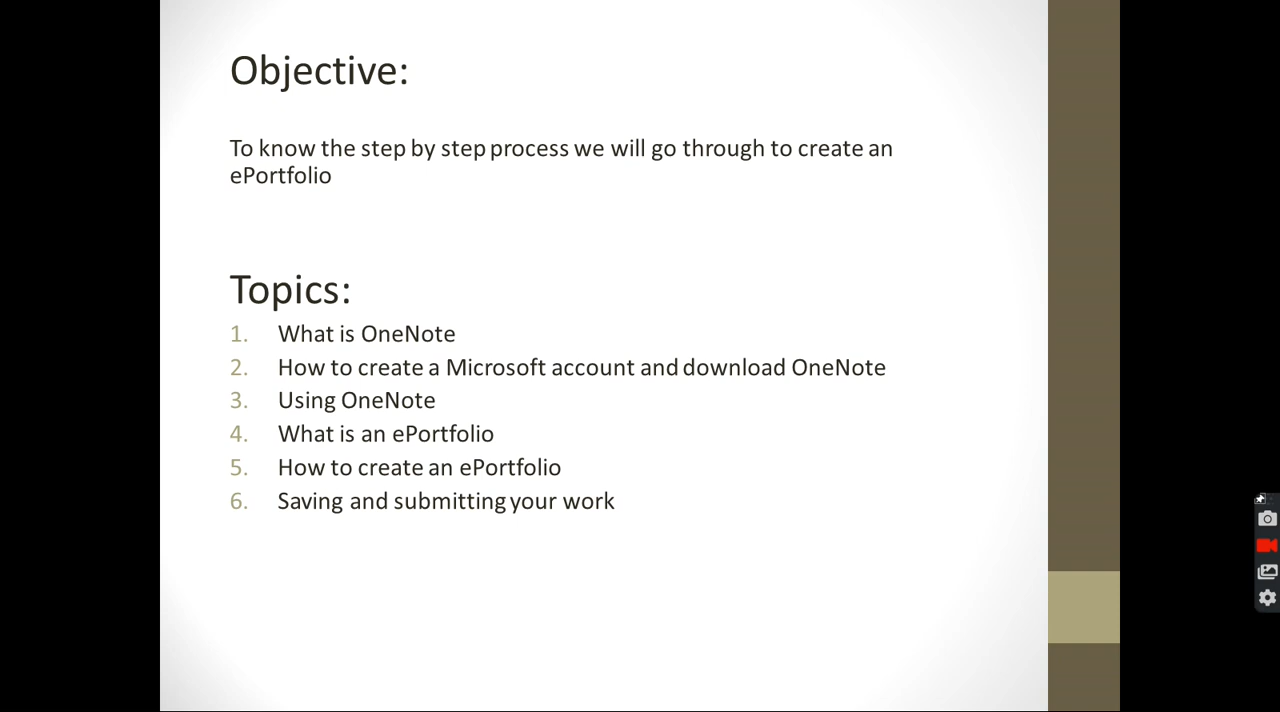 Objective:
To know the step by step process we will go through to create an
ePortfolio
Topics:
1. What is OneNote
2. How to create a Microsoft account and download OneNote
3. Using OneNote
4. What is an ePortfolio
5. How to create an ePortfolio
6. Saving and submitting your work